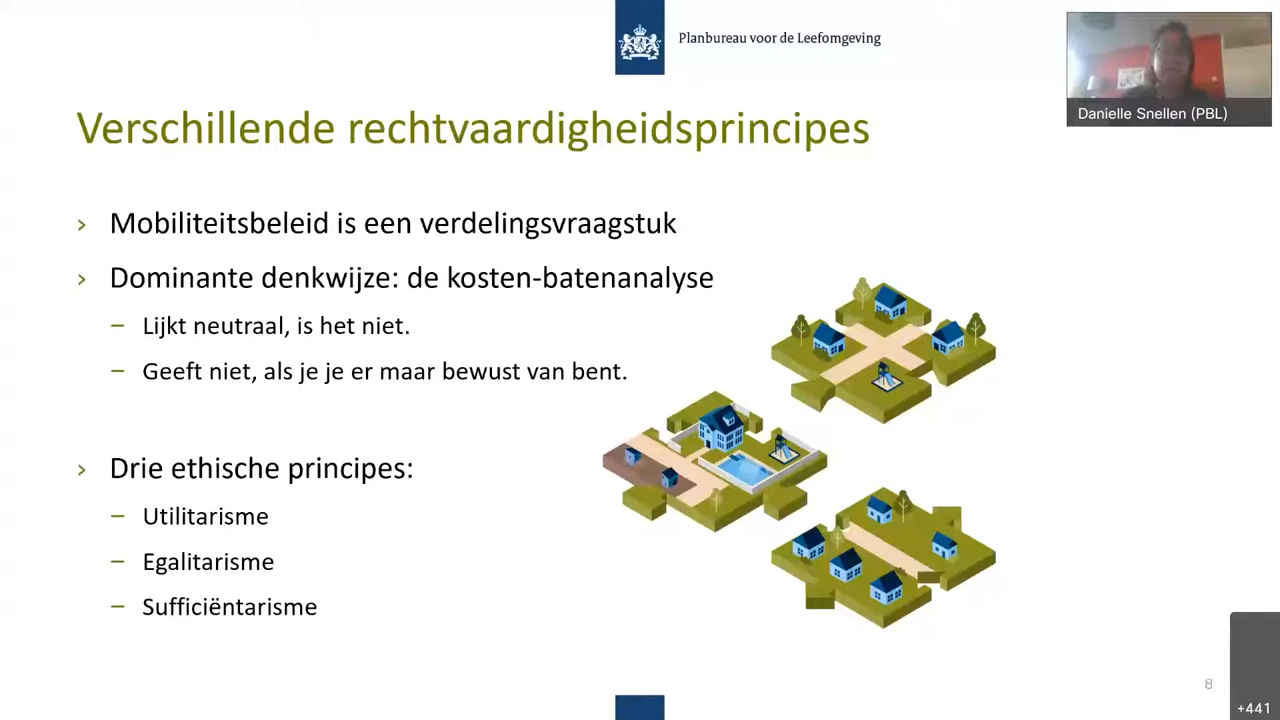 Planbureau voor de Leefomgeving
Danielle Snellen (PBL)
Verschillende rechtvaardigheidsprincipes
› Mobiliteitsbeleid is een verdelingsvraagstuk
› Dominante denkwijze: de kosten-batenanalyse
– Lijkt neutraal, is het niet.
– Geeft niet, als je je er maar bewust van bent.
› Drie ethische principes:
– Utilitarisme
– Egalitarisme
– Sufficiëntarisme
8
+441